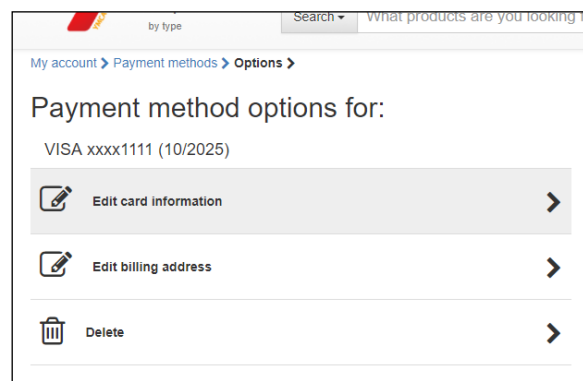 by type
Search
What products are you looking
My account > Payment methods > Options >
Payment method options for:
VISA xxxx1111 (10/2025)
Edit card information
Edit billing address
Delete